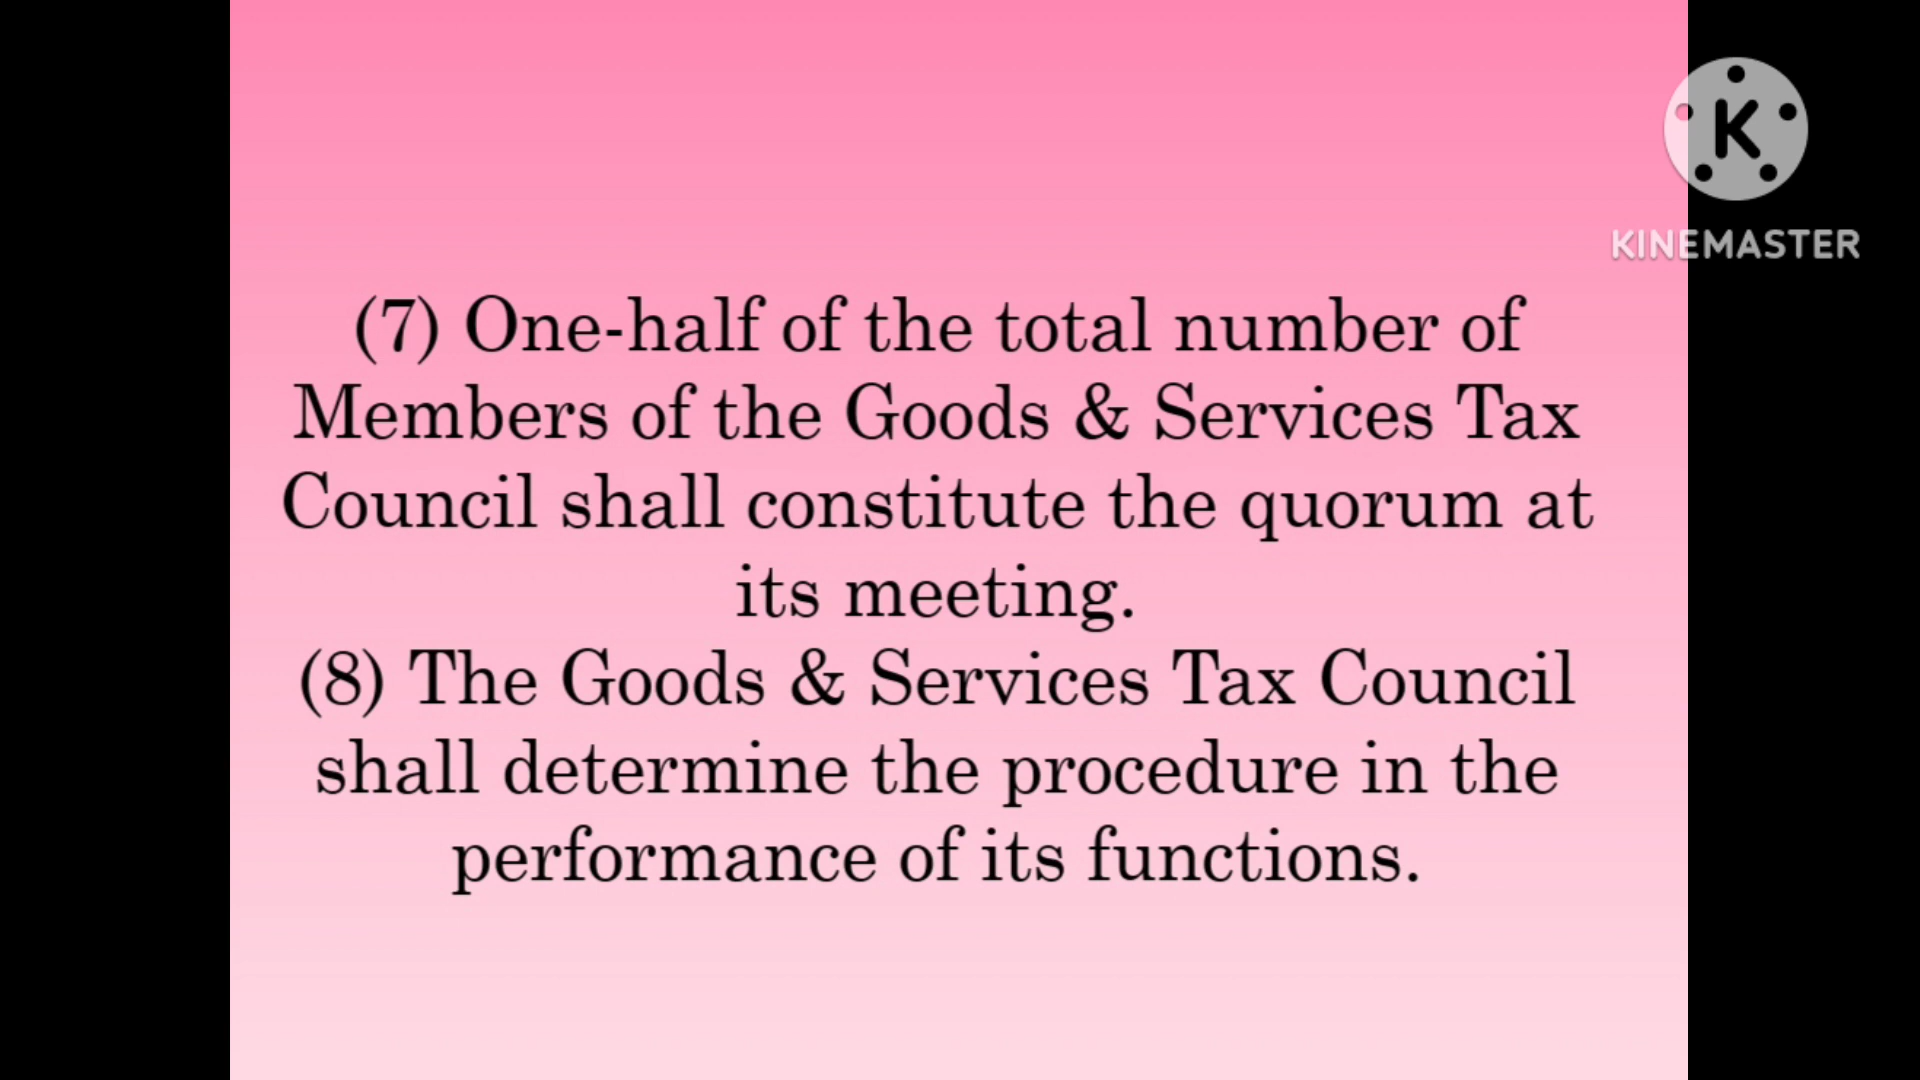 K
KINEMASTER
(7) One-half of the total number of
Members of the Goods & Services Tax
Council shall constitute the quorum at
its meeting.
(8) The Goods & Services Tax Council
shall determine the procedure in the
performance of its functions.